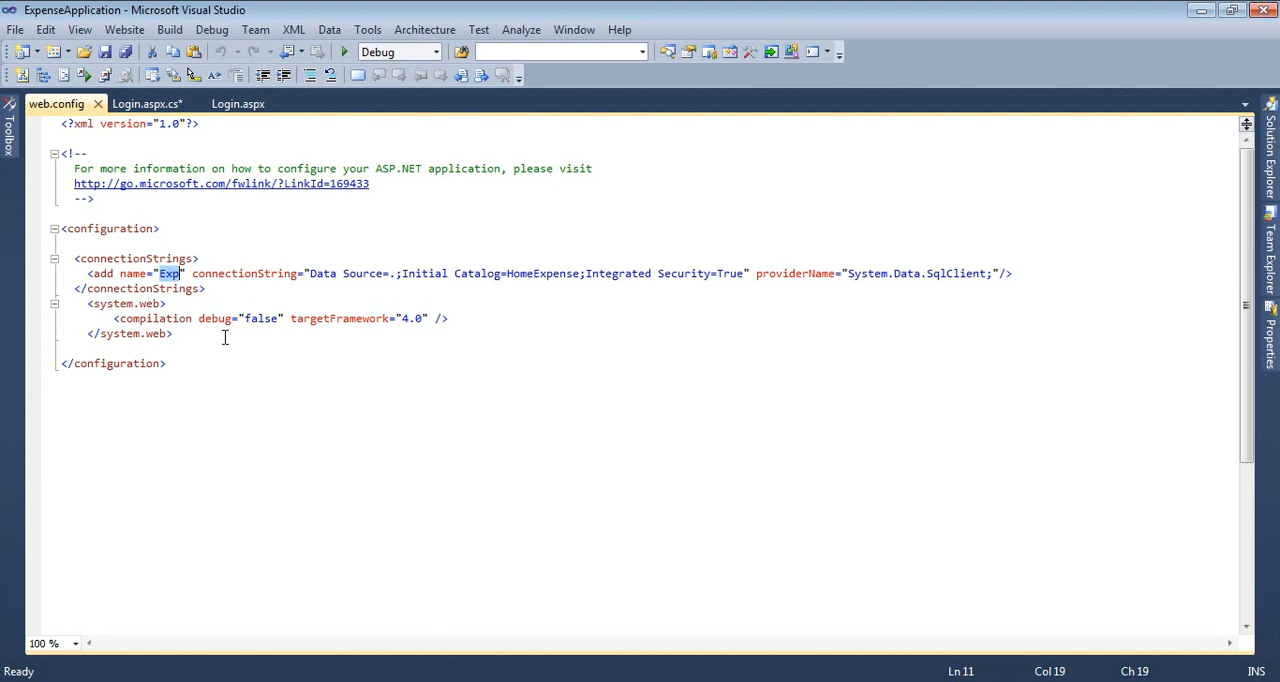 ExpenseApplication - Microsoft Visual Studio
File Edit View Website Build Debug Team XML Data Tools Architecture Test Analyze Window Help
Debug
web.config Login.aspx.cs* Login.aspx
Toolbox
Solution Explorer
Team Explorer
Properties
<?xml version="1.0"?>
<!--
For more information on how to configure your ASP.NET application, please visit
http://go.microsoft.com/fwlink/?LinkId=169433
-->
<configuration>
<connectionStrings>
<add name="Exp" connectionString="Data Source=.;Initial Catalog=HomeExpense;Integrated Security=True" providerName="System.Data.SqlClient;"/>
</connectionStrings>
<system.web>
<compilation debug="false" targetFramework="4.0" />
</system.web>
</configuration>
100 %
Ready Ln 11 Col 19 Ch 19 INS